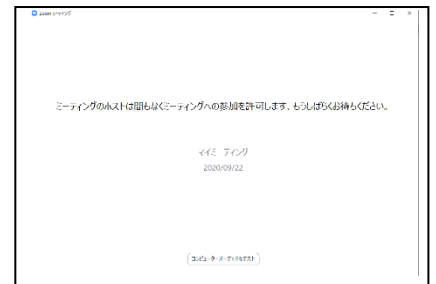 Zoom ミーティング
ミーティングのホストは間もなくミーティングへの参加を許可します、もうしばらくお待ちください。
マイミーティング
2020/09/22
コンピューターオーディオをテスト